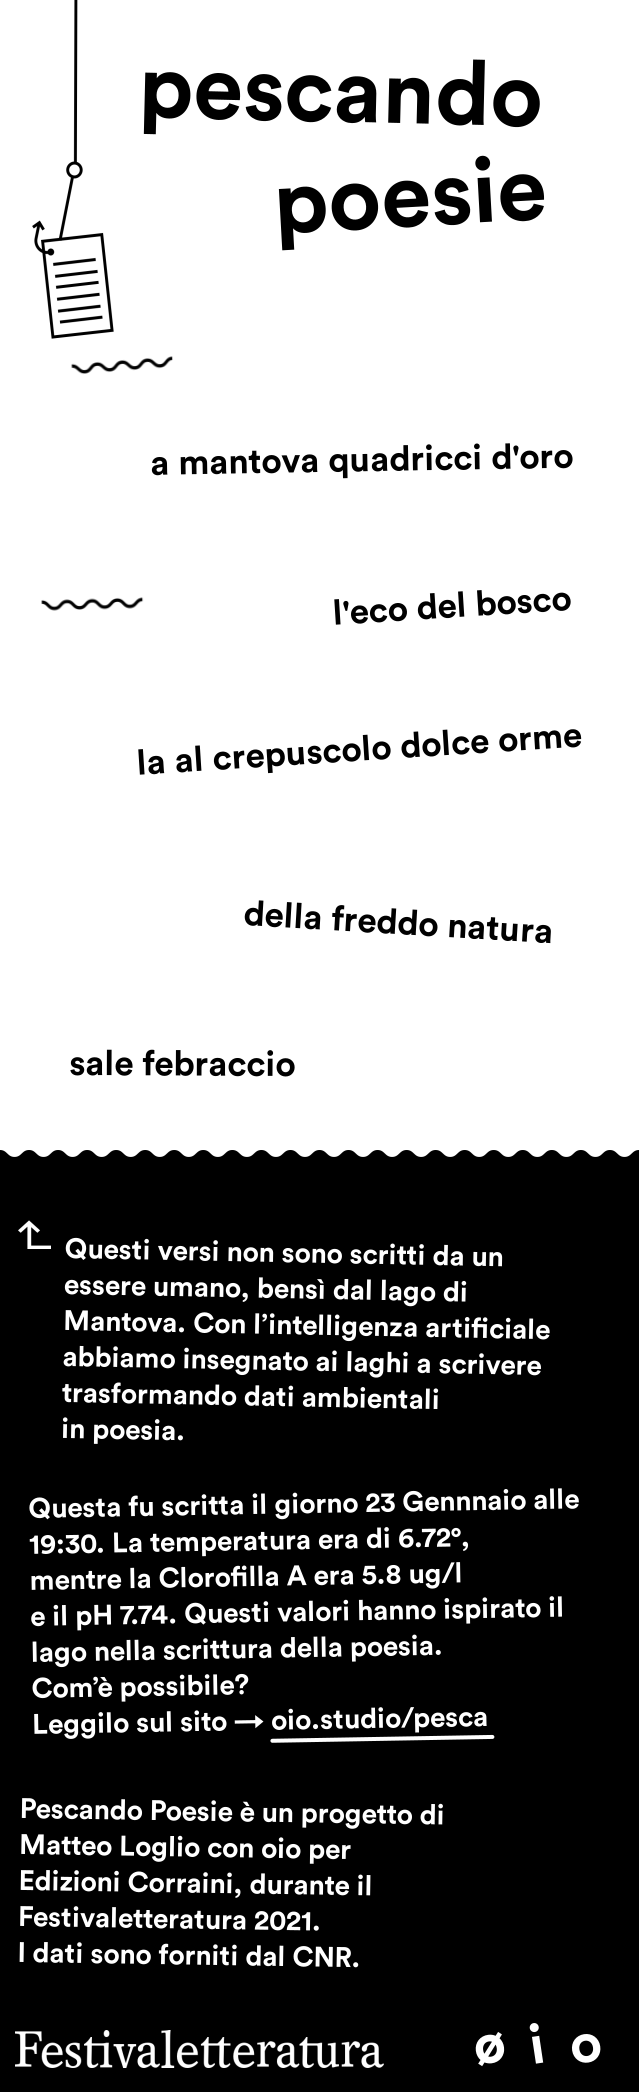 pescando
poesie
a mantova quadricci d'oro
l'eco del bosco
la al crepuscolo dolce orme
della freddo natura
sale febraccio
Questi versi non sono scritti da un
essere umano, bensì dal lago di
Mantova. Con l’intelligenza artificiale
abbiamo insegnato ai laghi a scrivere
trasformando dati ambientali
in poesia.
Questa fu scritta il giorno 23 Gennnaio alle
19:30. La temperatura era di 6.72°,
mentre la Clorofilla A era 5.8 ug/l
e il pH 7.74. Questi valori hanno ispirato il
lago nella scrittura della poesia.
Com’è possibile?
Leggilo sul sito → oio.studio/pesca
Pescando Poesie è un progetto di
Matteo Loglio con oio per
Edizioni Corraini, durante il
Festivaletteratura 2021.
I dati sono forniti dal CNR.
Festivaletteratura ø i o